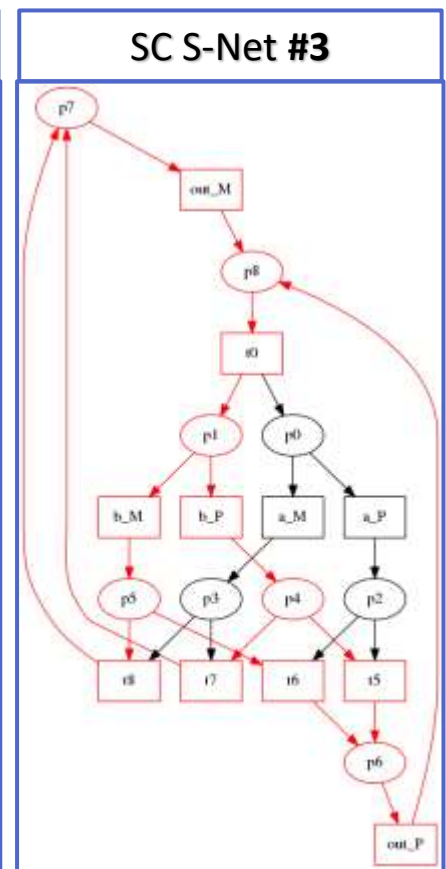 SC S-Net #3
p7
out_M
p8
t0
p1 p0
b_M b_P a_M a_P
p5 p3 p4 p2
t8 t7 t6 t5
p6
out_P